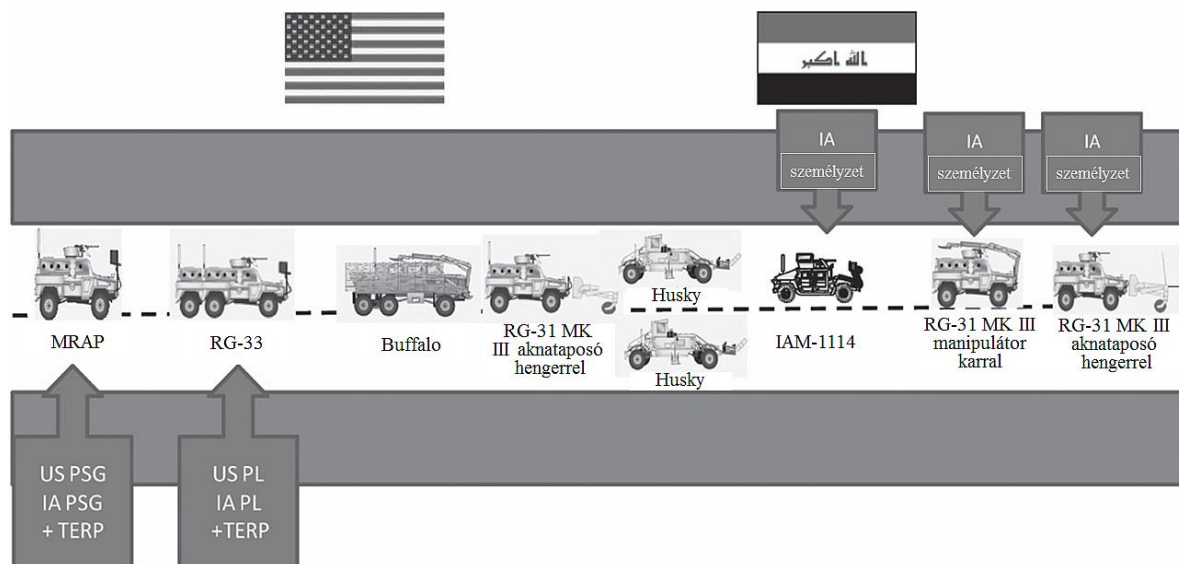 الله اكبر
IA
személyzet
IA
személyzet
IA
személyzet
MRAP
RG-33
Buffalo
RG-31 MK
III aknataposó
hengerrel
Husky
Husky
IAM-1114
RG-31 MK III
manipulátor
karral
RG-31 MK III
aknataposó
hengerrel
US PSG
IA PSG
+ TERP
US PL
IA PL
+TERP